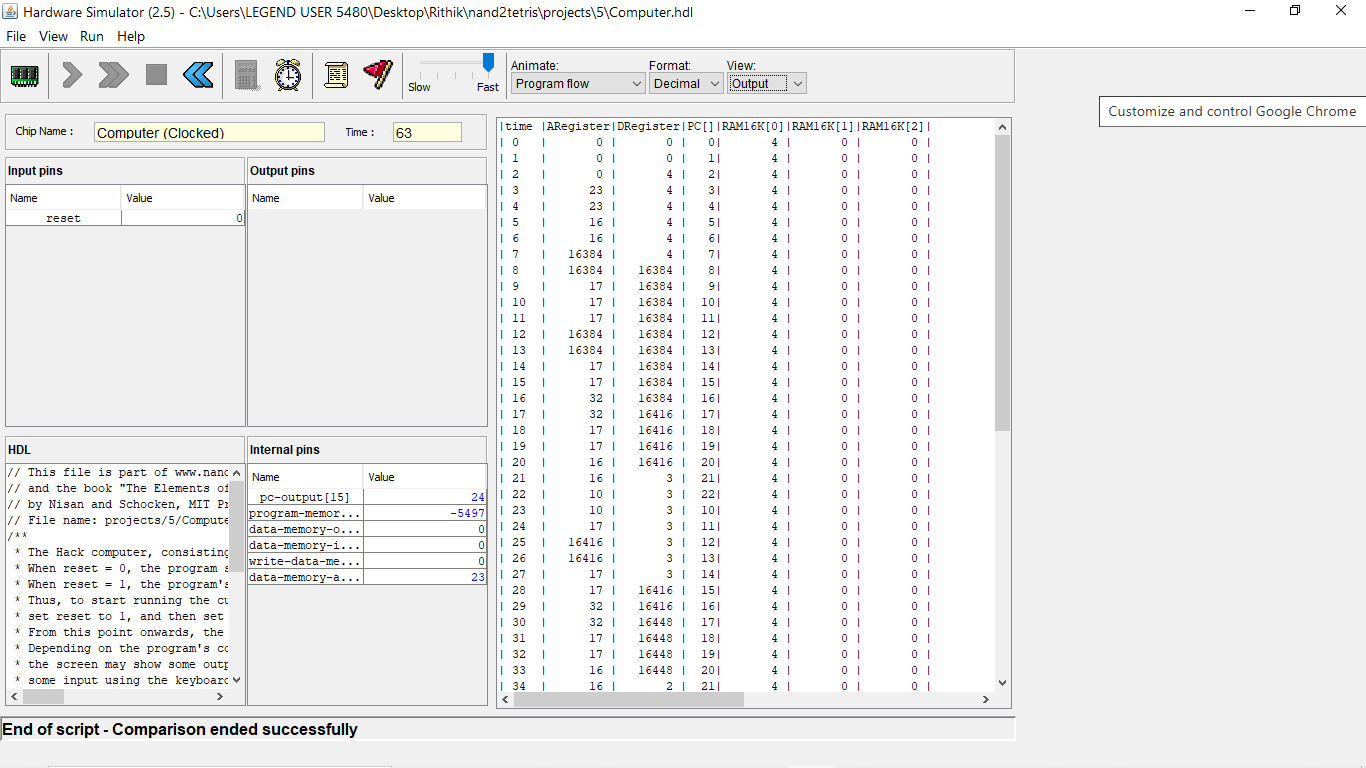 Hardware Simulator (2.5) - C:\Users\LEGEND USER 5480\Desktop\Rithik\nand2tetris\projects\5\Computer.hdl
File View Run Help
Slow Fast
Animate: Format: View:
Program flow Decimal Output
Customize and control Google Chrome
Chip Name : Computer (Clocked) Time : 63
Input pins
Name Value
reset 0
Output pins
Name Value
HDL
// This file is part of www.nand
// and the book "The Elements of
// by Nisan and Schocken, MIT Pr
// File name: projects/5/Compute
/**
* The Hack computer, consisting
* When reset = 0, the program s
* When reset = 1, the program's
* Thus, to start running the cu
* set reset to 1, and then set
* From this point onwards, the
* Depending on the program's co
* the screen may show some outp
* some input using the keyboard
Internal pins
Name Value
pc-output[15] 24
program-memor... -5497
data-memory-o... 0
data-memory-i... 0
write-data-me... 0
data-memory-a... 23
|time |ARegister|DRegister|PC[]|RAM16K[0]|RAM16K[1]|RAM16K[2]|
| 0 | 0 | 0 | 0| 4 | 0 | 0 |
| 1 | 0 | 0 | 1| 4 | 0 | 0 |
| 2 | 0 | 4 | 2| 4 | 0 | 0 |
| 3 | 23 | 4 | 3| 4 | 0 | 0 |
| 4 | 23 | 4 | 4| 4 | 0 | 0 |
| 5 | 16 | 4 | 5| 4 | 0 | 0 |
| 6 | 16 | 4 | 6| 4 | 0 | 0 |
| 7 | 16384 | 4 | 7| 4 | 0 | 0 |
| 8 | 16384 | 16384 | 8| 4 | 0 | 0 |
| 9 | 17 | 16384 | 9| 4 | 0 | 0 |
| 10 | 17 | 16384 | 10| 4 | 0 | 0 |
| 11 | 17 | 16384 | 11| 4 | 0 | 0 |
| 12 | 16384 | 16384 | 12| 4 | 0 | 0 |
| 13 | 16384 | 16384 | 13| 4 | 0 | 0 |
| 14 | 17 | 16384 | 14| 4 | 0 | 0 |
| 15 | 17 | 16384 | 15| 4 | 0 | 0 |
| 16 | 32 | 16384 | 16| 4 | 0 | 0 |
| 17 | 32 | 16416 | 17| 4 | 0 | 0 |
| 18 | 17 | 16416 | 18| 4 | 0 | 0 |
| 19 | 17 | 16416 | 19| 4 | 0 | 0 |
| 20 | 16 | 16416 | 20| 4 | 0 | 0 |
| 21 | 16 | 3 | 21| 4 | 0 | 0 |
| 22 | 10 | 3 | 22| 4 | 0 | 0 |
| 23 | 10 | 3 | 10| 4 | 0 | 0 |
| 24 | 17 | 3 | 11| 4 | 0 | 0 |
| 25 | 16416 | 3 | 12| 4 | 0 | 0 |
| 26 | 16416 | 3 | 13| 4 | 0 | 0 |
| 27 | 17 | 3 | 14| 4 | 0 | 0 |
| 28 | 17 | 16416 | 15| 4 | 0 | 0 |
| 29 | 32 | 16416 | 16| 4 | 0 | 0 |
| 30 | 32 | 16448 | 17| 4 | 0 | 0 |
| 31 | 17 | 16448 | 18| 4 | 0 | 0 |
| 32 | 17 | 16448 | 19| 4 | 0 | 0 |
| 33 | 16 | 16448 | 20| 4 | 0 | 0 |
| 34 | 16 | 2 | 21| 4 | 0 | 0 |
End of script - Comparison ended successfully